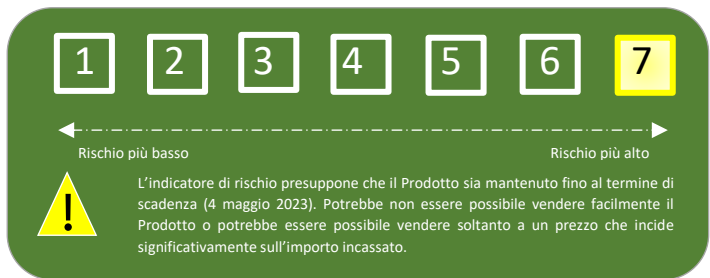 1 2 3 4 5 6 7
Rischio più basso Rischio più alto
!
L'indicatore di rischio presuppone che il Prodotto sia mantenuto fino al termine di
scadenza (4 maggio 2023). Potrebbe non essere possibile vendere facilmente il
Prodotto o potrebbe essere possibile vendere soltanto a un prezzo che incide
significativamente sull'importo incassato.